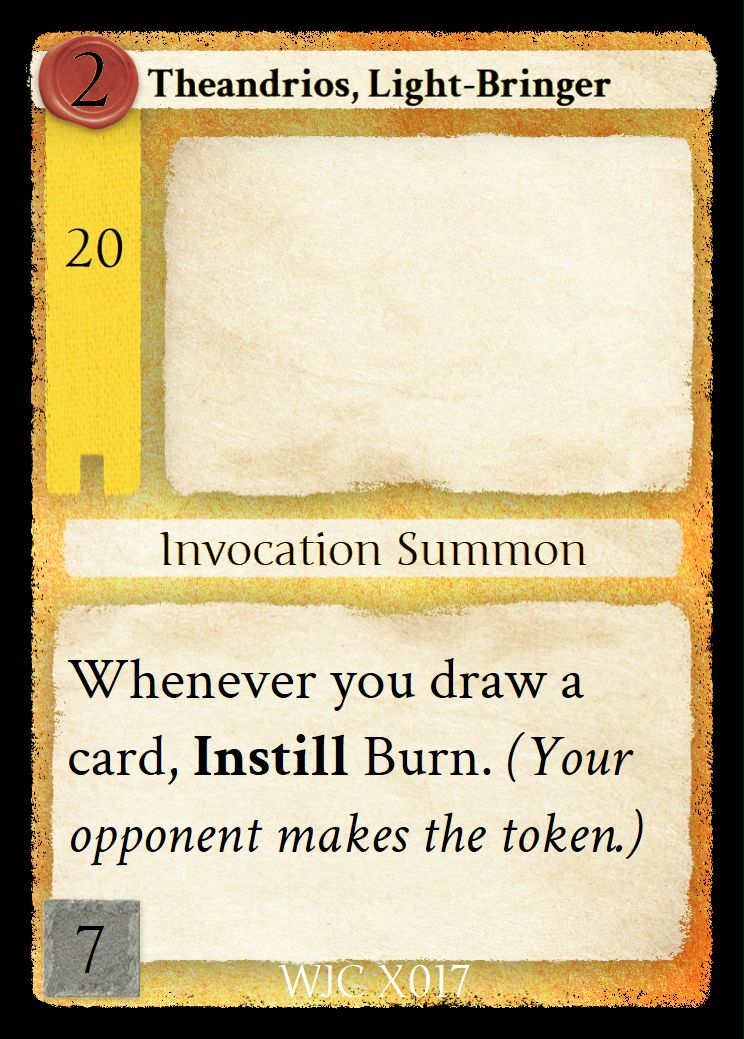 2
Theandrios, Light-Bringer
20
Invocation Summon
Whenever you draw a
card, Instill Burn. (Your
opponent makes the token.)
7
WJC X017